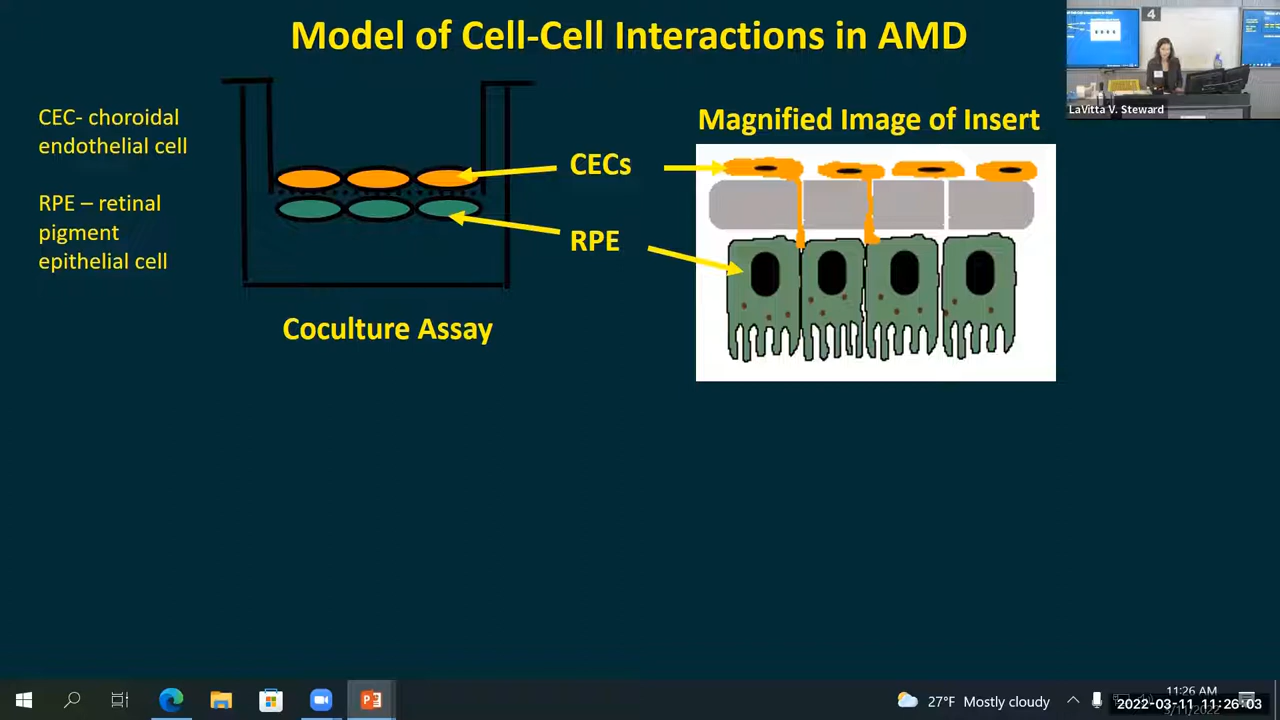 Model of Cell-Cell Interactions in AMD
4
LaVitta V. Steward
CEC- choroidal
endothelial cell
RPE – retinal
pigment
epithelial cell
Magnified Image of Insert
CECs
RPE
Coculture Assay
27°F Mostly cloudy
11:26 AM
2022-03-11 11:26:03